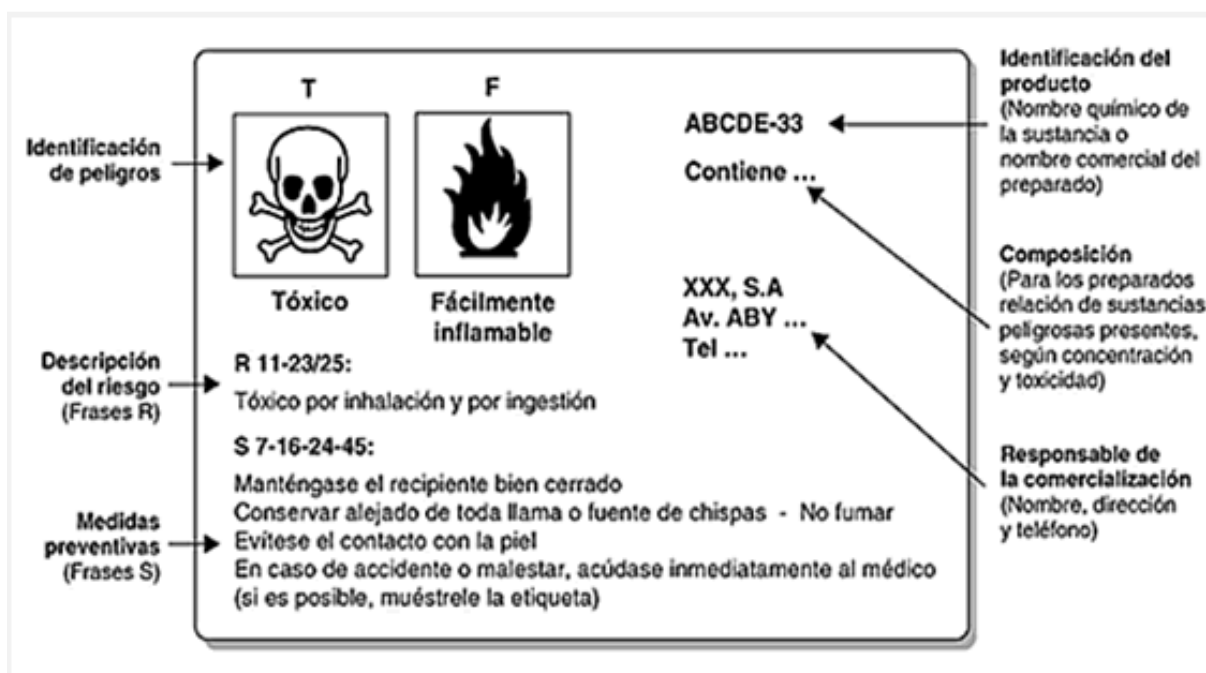 T
F
Tóxico
Fácilmente
inflamable
ABCDE-33
Contiene ...
XXX, S.A
Av. ABY ...
Tel ...
R 11-23/25:
Tóxico por inhalación y por ingestión
S 7-16-24-45:
Manténgase el recipiente bien cerrado
Conservar alejado de toda llama o fuente de chispas - No fumar
Evítese el contacto con la piel
En caso de accidente o malestar, acúdase inmediatamente al médico
(si es posible, muéstrele la etiqueta)
Identificación
de peligros
Descripción
del riesgo
(Frases R)
Medidas
preventivas
(Frases S)
Identificación del
producto
(Nombre químico de
la sustancia o
nombre comercial del
preparado)
Composición
(Para los preparados
relación de sustancias
peligrosas presentes,
según concentración
y toxicidad)
Responsable de
la comercialización
(Nombre, dirección
y teléfono)